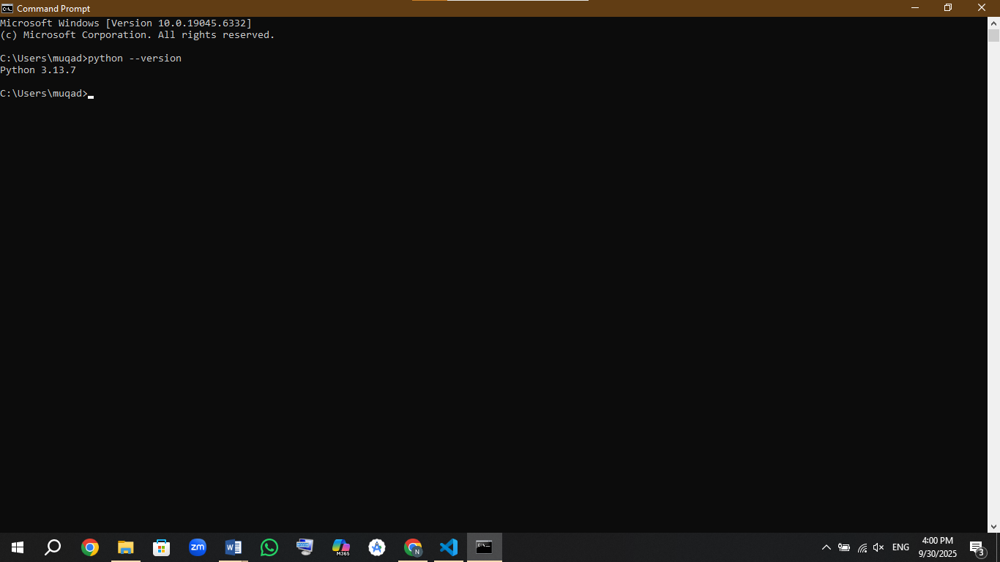 Command Prompt
Microsoft Windows [Version 10.0.19045.6332]
(c) Microsoft Corporation. All rights reserved.
C:\Users\muqad>python --version
Python 3.13.7
C:\Users\muqad>
zm
W
M365
N
C:\_
ENG
4:00 PM
9/30/2025
3